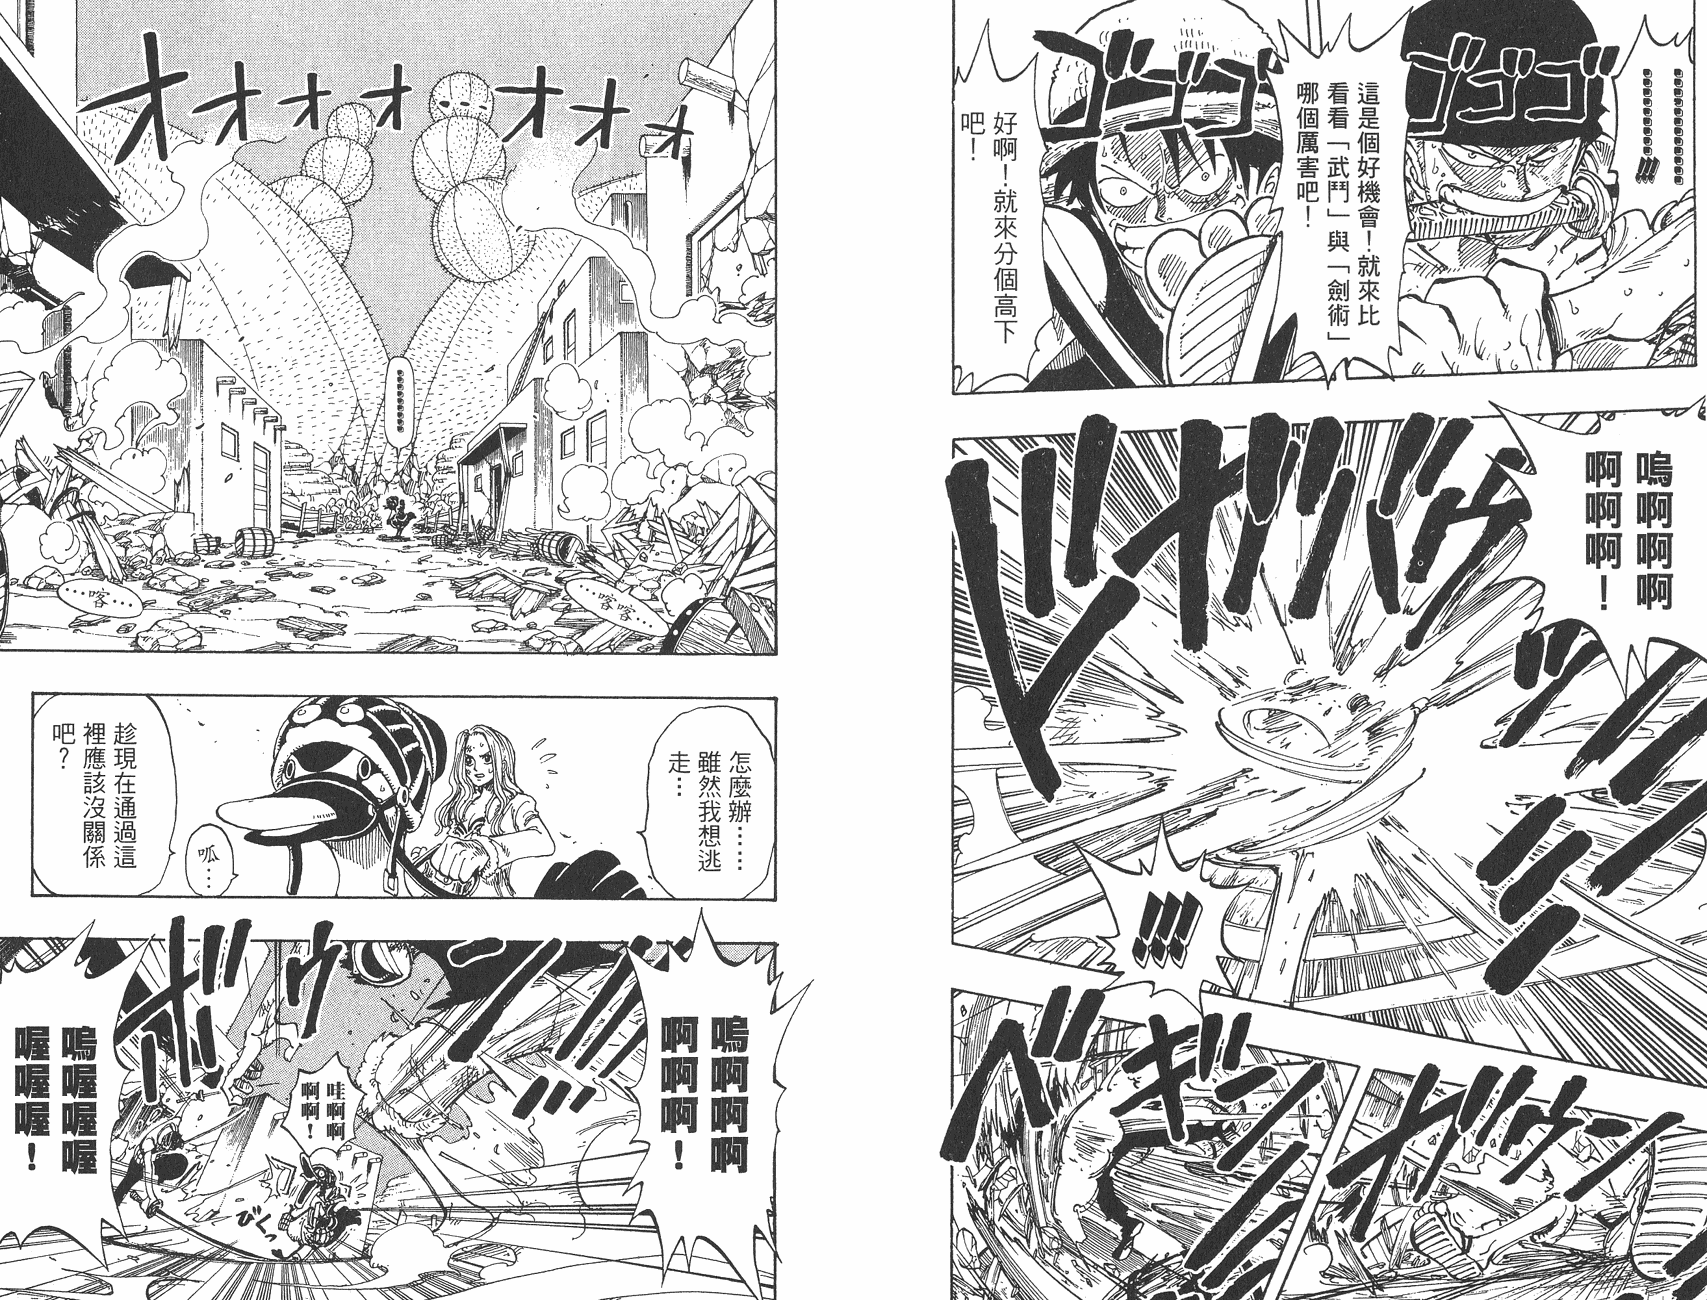 ………………!!!
ゴゴゴ
ゴゴゴゴ
這是個好機會！就來比
看看「武鬥」與「劍術」
哪個厲害吧！
好啊！就來分個高下
吧！
嗚啊啊啊
啊啊啊！
!!!!
ガウン
ギン
嗚啊啊啊
啊啊啊！
哇啊啊
啊啊！
びくっ
嗚喔喔喔
喔喔喔！
オオオオオオオオ
………………
…喀喀…
…喀…
怎麼辦……
雖然我想逃
走…
呱…
趁現在通過這
裡應該沒關係
吧？